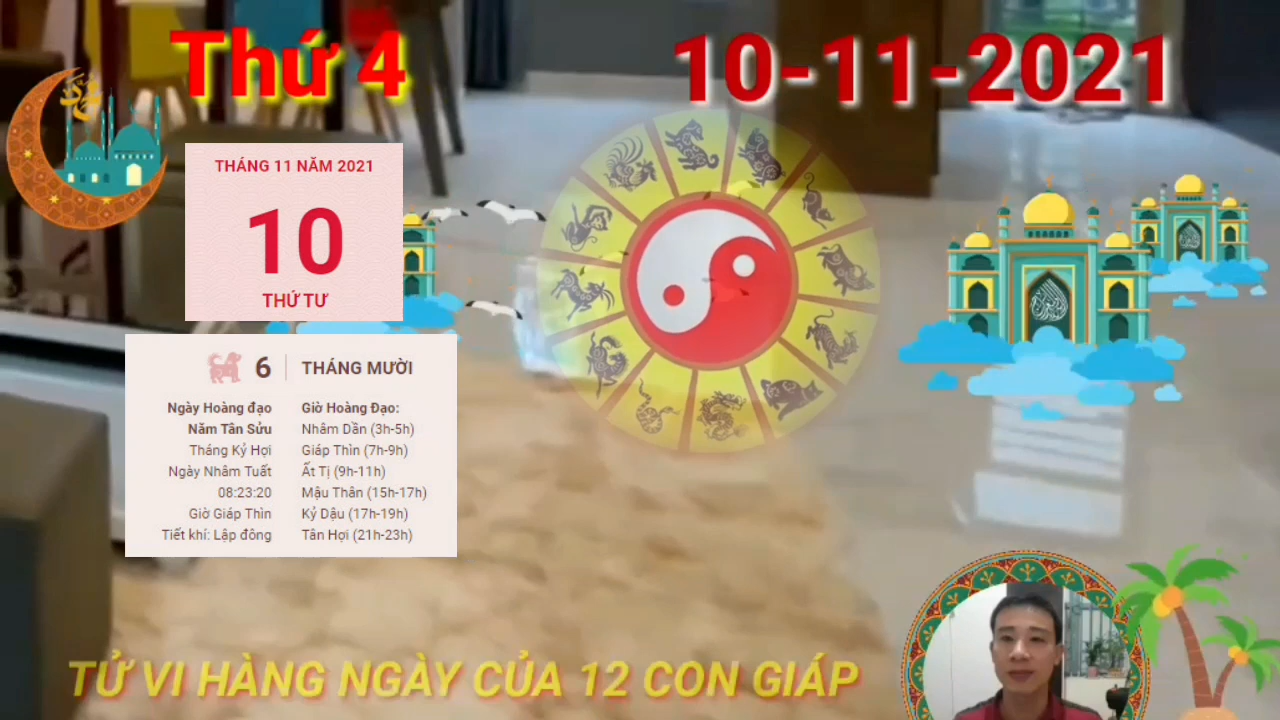 Thứ 4
10-11-2021
THÁNG 11 NĂM 2021
10
THỨ TƯ
6 THÁNG MƯỜI
Ngày Hoàng đạo
Năm Tân Sửu
Tháng Kỷ Hợi
Ngày Nhâm Tuất
08:23:20
Giờ Giáp Thìn
Tiết khí: Lập đông
Giờ Hoàng Đạo:
Nhâm Dần (3h-5h)
Giáp Thìn (7h-9h)
Ất Tị (9h-11h)
Mậu Thân (15h-17h)
Kỷ Dậu (17h-19h)
Tân Hợi (21h-23h)
TỬ VI HÀNG NGÀY CỦA 12 CON GIÁP